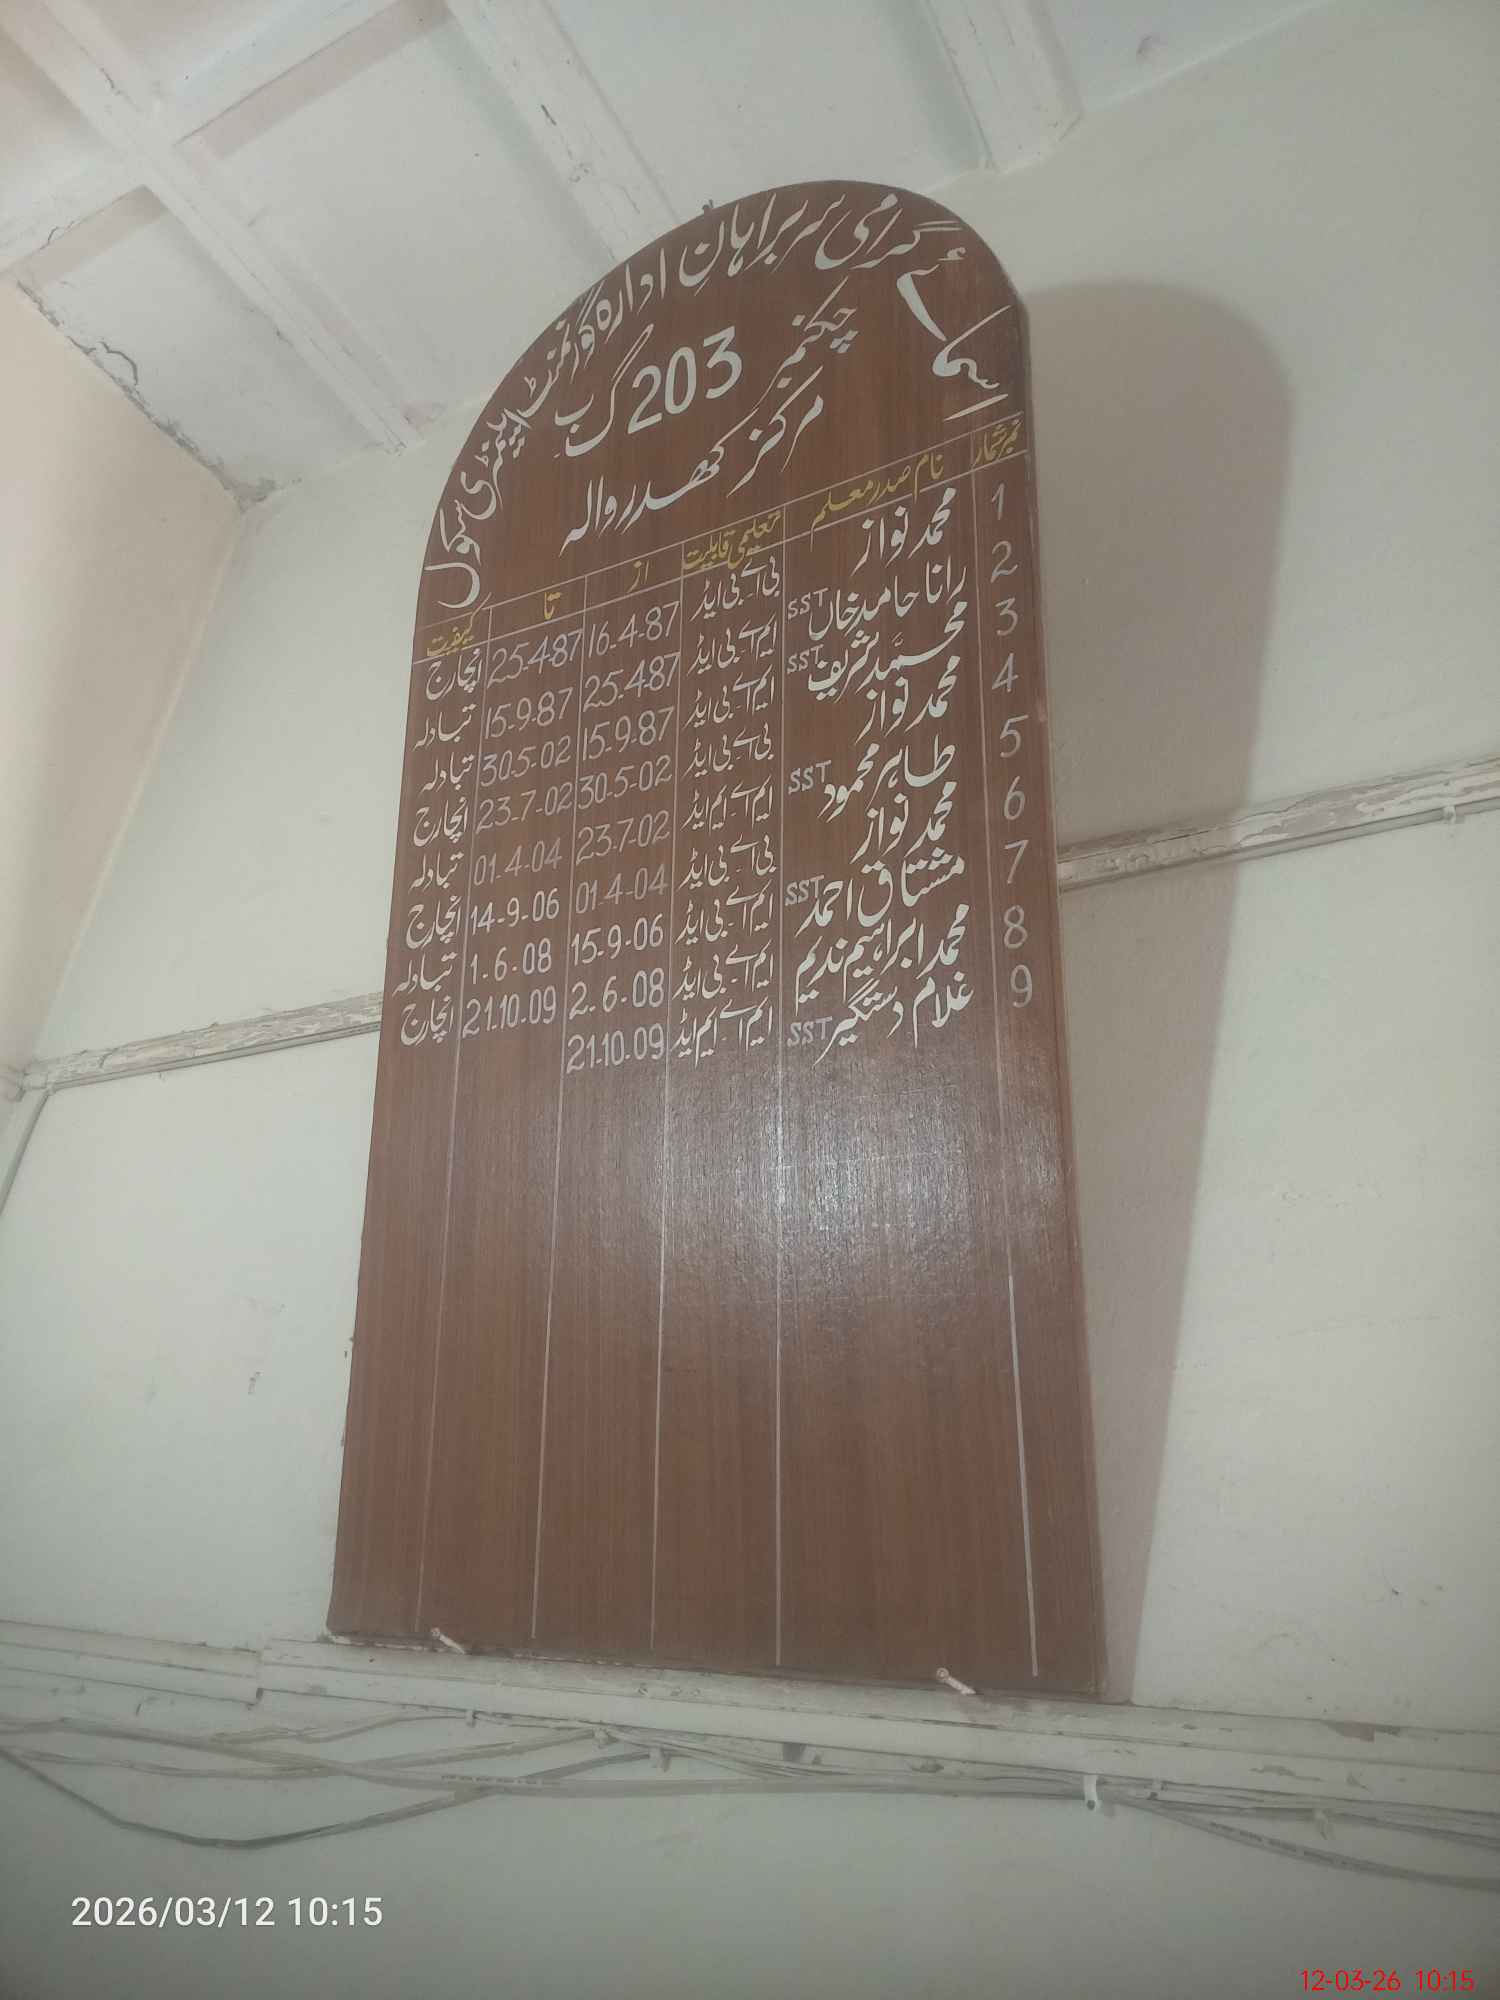 اسمائے گرامی سربراہان ادارہ گورنمنٹ ایلیمنٹری سکول
چکنمبر 203 گ ب
مرکز کھدروالہ
نمبرشمار نام صدرمعلم تعلیمی قابلیت از تا کیفیت
1 محمد نواز بی اے بی ایڈ 16-4-87 25-4-87 انچارج
2 رانا حامد خاں SST ایم اے بی ایڈ 25-4-87 15-9-87 تبادلہ
3 محمد شریف SST ایم اے بی ایڈ 15-9-87 30-5-02 تبادلہ
4 محمد نواز بی اے بی ایڈ 30-5-02 23-7-02 انچارج
5 طاہر محمود SST ایم اے ایم ایڈ 23-7-02 01-4-04 تبادلہ
6 محمد نواز بی اے بی ایڈ 01-4-04 14-9-06 انچارج
7 مشتاق احمد SST ایم اے بی ایڈ 15-9-06 1-6-08 تبادلہ
8 محمد ابراہیم ندیم ایم اے بی ایڈ 2-6-08 21-10-09 انچارج
9 غلام دستگیر SST ایم اے ایم ایڈ 21-10-09
2026/03/12 10:15
12-03-26 10:15